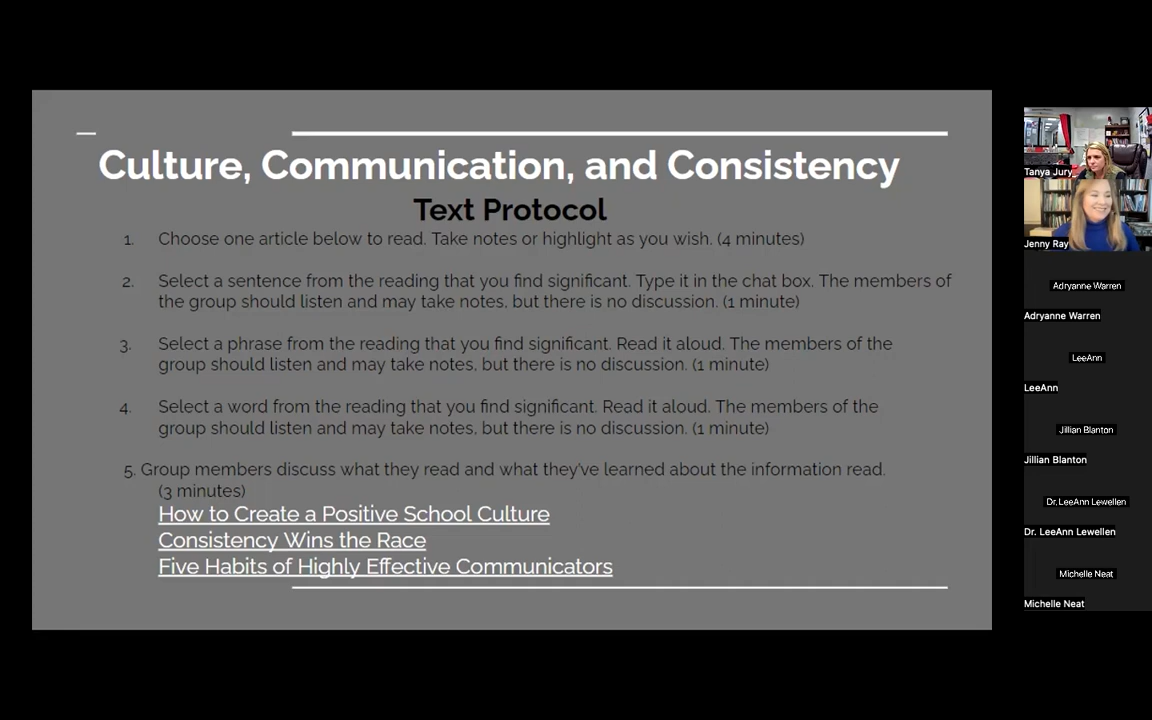 Culture, Communication, and Consistency
Text Protocol
1. Choose one article below to read. Take notes or highlight as you wish. (4 minutes)
2. Select a sentence from the reading that you find significant. Type it in the chat box. The members of
the group should listen and may take notes, but there is no discussion. (1 minute)
3. Select a phrase from the reading that you find significant. Read it aloud. The members of the
group should listen and may take notes, but there is no discussion. (1 minute)
4. Select a word from the reading that you find significant. Read it aloud. The members of the
group should listen and may take notes, but there is no discussion. (1 minute)
5. Group members discuss what they read and what they've learned about the information read.
(3 minutes)
How to Create a Positive School Culture
Consistency Wins the Race
Five Habits of Highly Effective Communicators
Tanya Jury
Jenny Ray
Adryanne Warren
Adryanne Warren
LeeAnn
LeeAnn
Jillian Blanton
Jillian Blanton
Dr. LeeAnn Lewellen
Dr. LeeAnn Lewellen
Michelle Neat
Michelle Neat